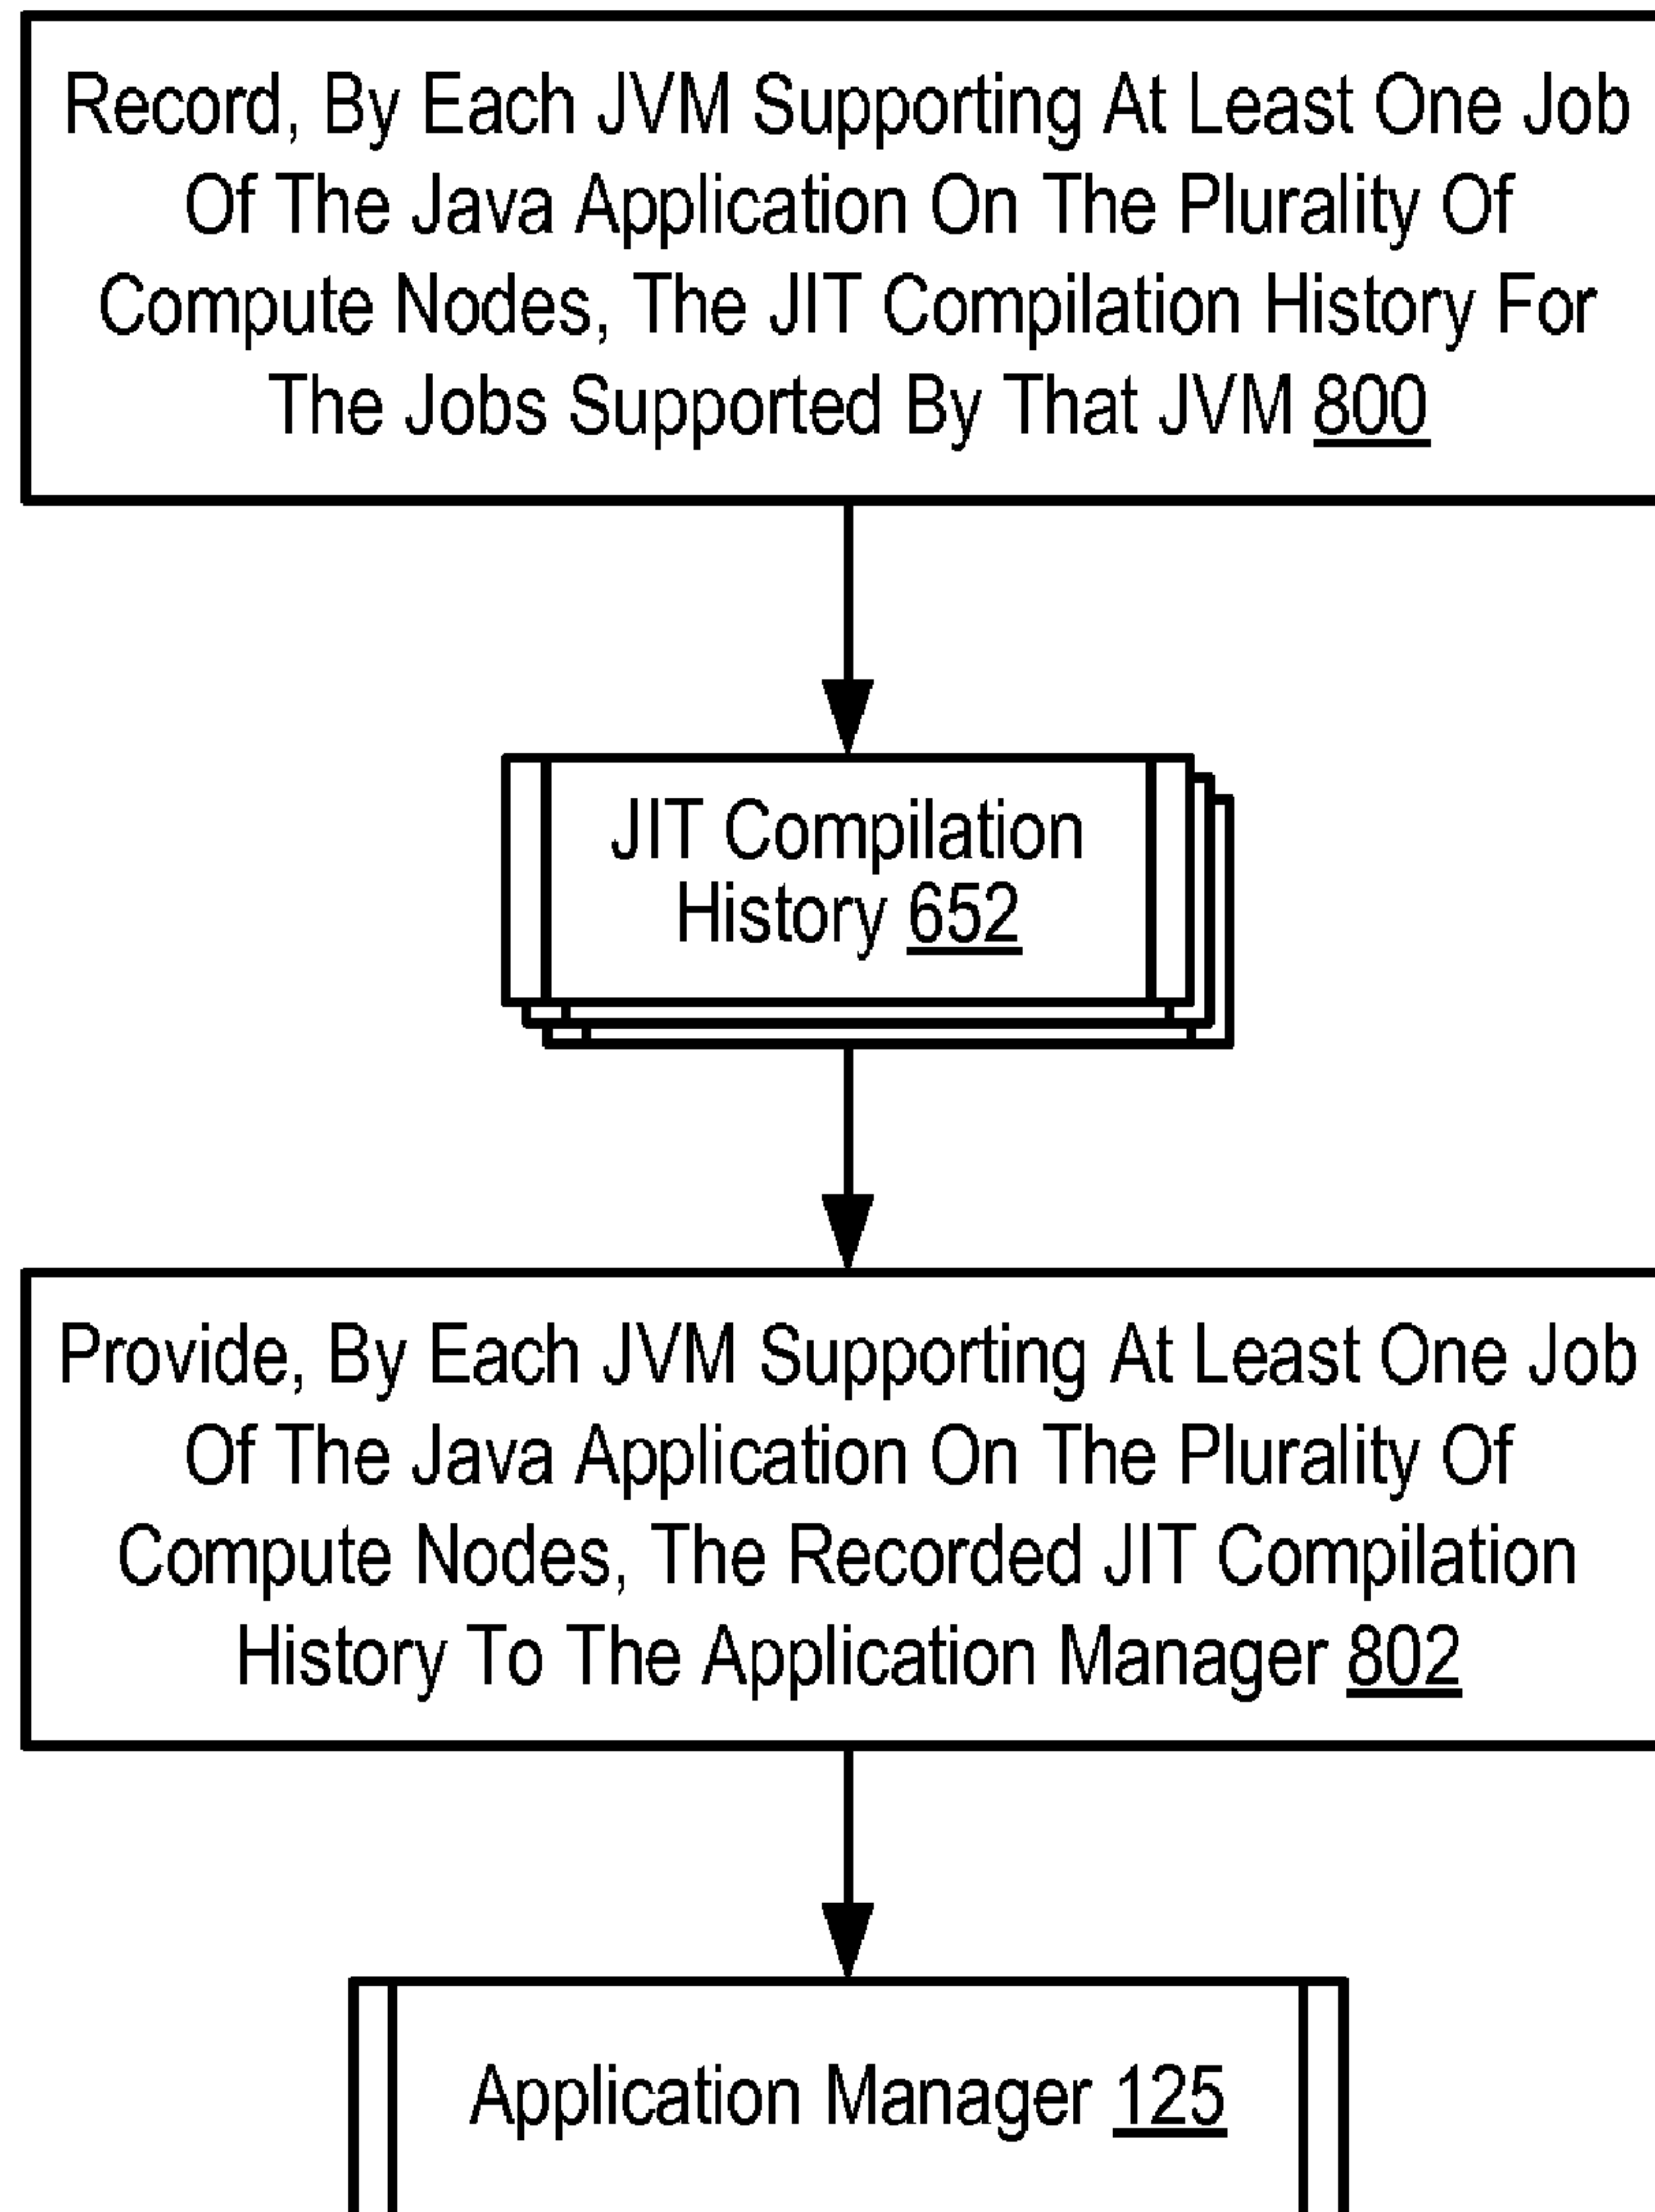 Record, By Each JVM Supporting At Least One Job
Of The Java Application On The Plurality Of
Compute Nodes, The JIT Compilation History For
The Jobs Supported By That JVM 800
JIT Compilation
History 652
Provide, By Each JVM Supporting At Least One Job
Of The Java Application On The Plurality Of
Compute Nodes, The Recorded JIT Compilation
History To The Application Manager 802
Application Manager 125